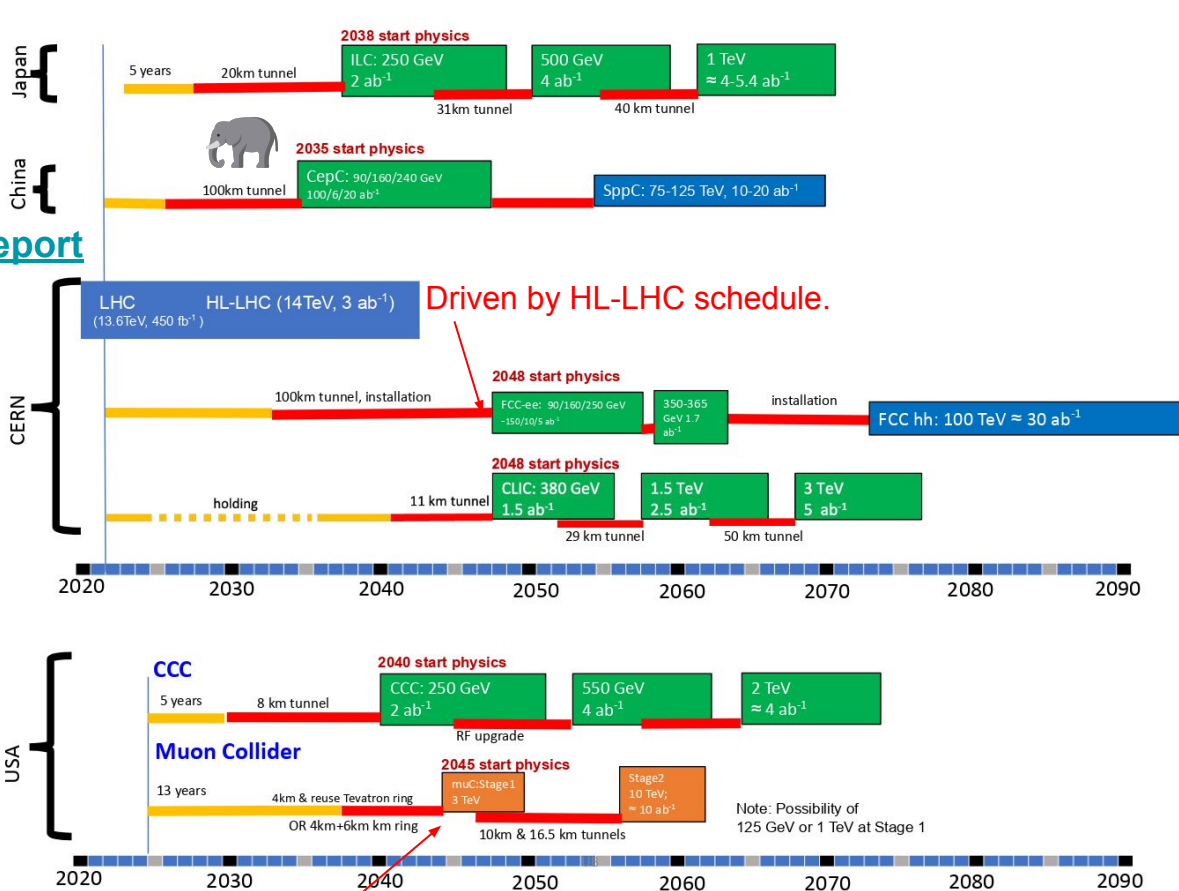 2038 start physics
Japan
5 years
20km tunnel
ILC: 250 GeV
2 ab⁻¹
31km tunnel
500 GeV
4 ab⁻¹
40 km tunnel
1 TeV
≈ 4-5.4 ab⁻¹
China
2035 start physics
100km tunnel
CepC: 90/160/240 GeV
100/6/20 ab⁻¹
SppC: 75-125 TeV, 10-20 ab⁻¹
eport
CERN
LHC HL-LHC (14TeV, 3 ab⁻¹)
(13.6TeV, 450 fb⁻¹ )
Driven by HL-LHC schedule.
2048 start physics
100km tunnel, installation
FCC-ee: 90/160/250 GeV
~150/10/5 ab⁻¹
350-365
GeV 1.7
ab⁻¹
installation
FCC hh: 100 TeV ≈ 30 ab⁻¹
2048 start physics
holding
11 km tunnel
CLIC: 380 GeV
1.5 ab⁻¹
29 km tunnel
1.5 TeV
2.5 ab⁻¹
50 km tunnel
3 TeV
5 ab⁻¹
2020 2030 2040 2050 2060 2070 2080 2090
USA
CCC
2040 start physics
5 years
8 km tunnel
CCC: 250 GeV
2 ab⁻¹
RF upgrade
550 GeV
4 ab⁻¹
2 TeV
≈ 4 ab⁻¹
Muon Collider
2045 start physics
13 years
4km & reuse Tevatron ring
OR 4km+6km km ring
muC:Stage1
3 TeV
10km & 16.5 km tunnels
Stage2
10 TeV;
≈ 10 ab⁻¹
Note: Possibility of
125 GeV or 1 TeV at Stage 1
2020 2030 2040 2050 2060 2070 2080 2090